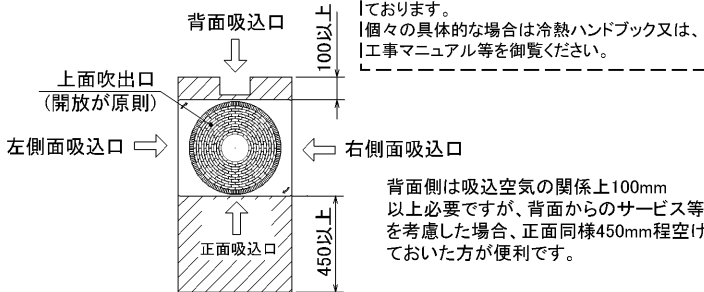 ております。
個々の具体的な場合は冷熱ハンドブック又は、
工事マニュアル等を御覧ください。
背面吸込口
100以上
上面吹出口
(開放が原則)
左側面吸込口
右側面吸込口
正面吸込口
450以上
背面側は吸込空気の関係上100mm
以上必要ですが、背面からのサービス等
を考慮した場合、正面同様450mm程空け
ておいた方が便利です。